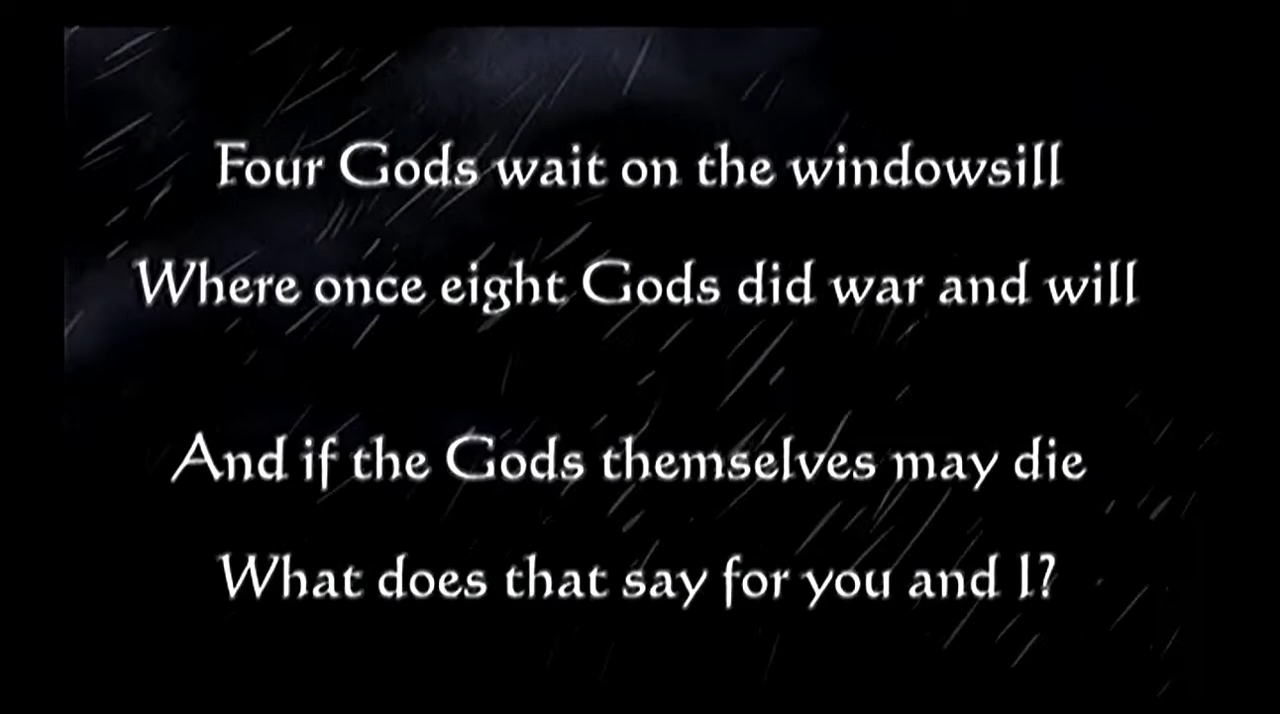 Four Gods wait on the windowsill
Where once eight Gods did war and will
And if the Gods themselves may die
What does that say for you and I?